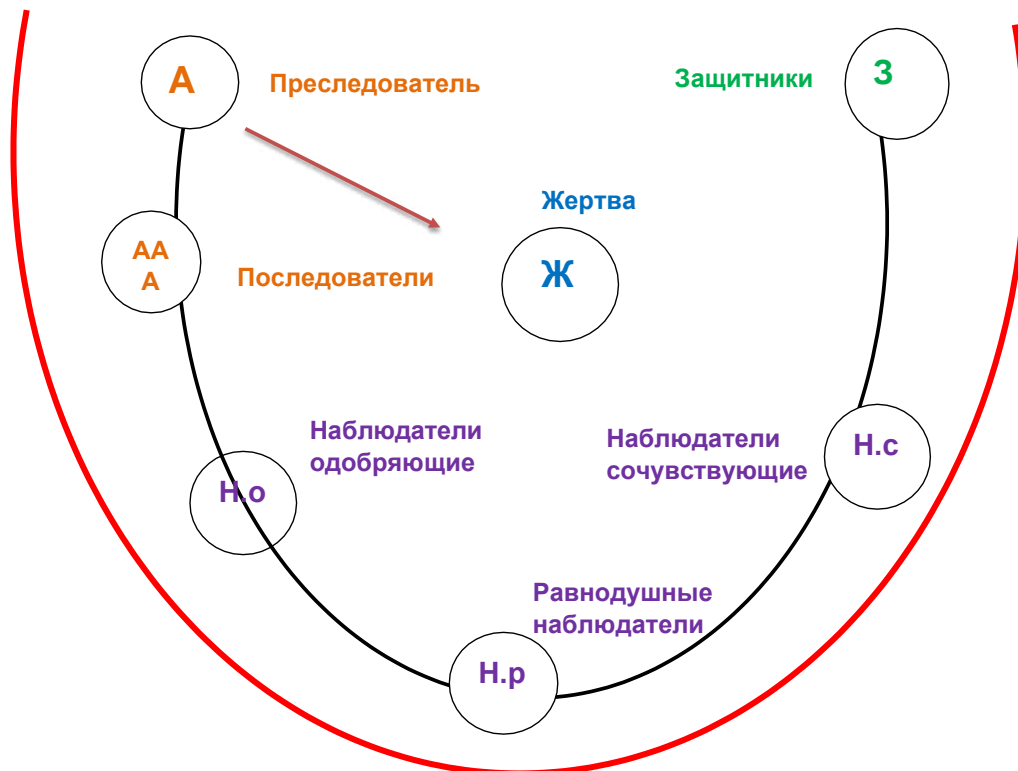 А
Преследователь
Защитники
З
Жертва
Ж
АА
А
Последователи
Наблюдатели
одобряющие
Н.о
Наблюдатели
сочувствующие
Н.с
Равнодушные
наблюдатели
Н.р